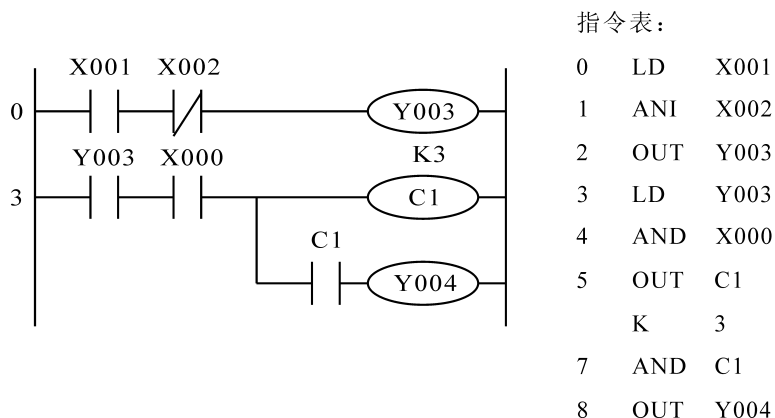 指令表：
X001 X002
0 Y003
Y003 X000 K3
3 C1
C1
Y004
0 LD X001
1 ANI X002
2 OUT Y003
3 LD Y003
4 AND X000
5 OUT C1
K 3
7 AND C1
8 OUT Y004